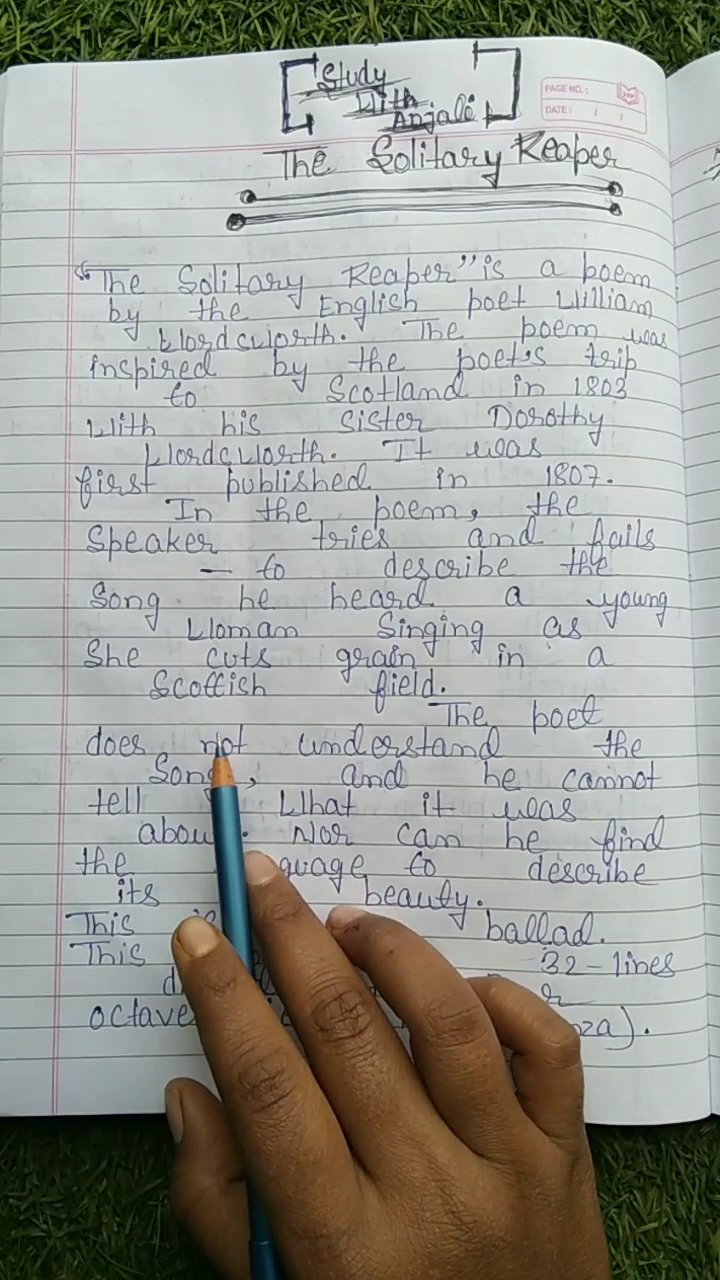 Study
With
Anjali
PAGE NO.:
DATE: / /
The Solitary Reaper
"The Solitary Reaper" is a poem
by the English poet William
Wordsworth. The poem was
inspired by the poet's trip
to Scotland in 1803
With his sister Dorothy
Wordsworth. It was
first published in 1807.
In the poem, the
Speaker tries and fails
- to describe the
Song he heard a young
Woman Singing as
She cuts grain in a
Scottish field.
The poet
does not understand the
Song, and he cannot
tell What it was
about. Nor can he find
the to describe
its beauty.
This ballad.
This 32-lines
octave